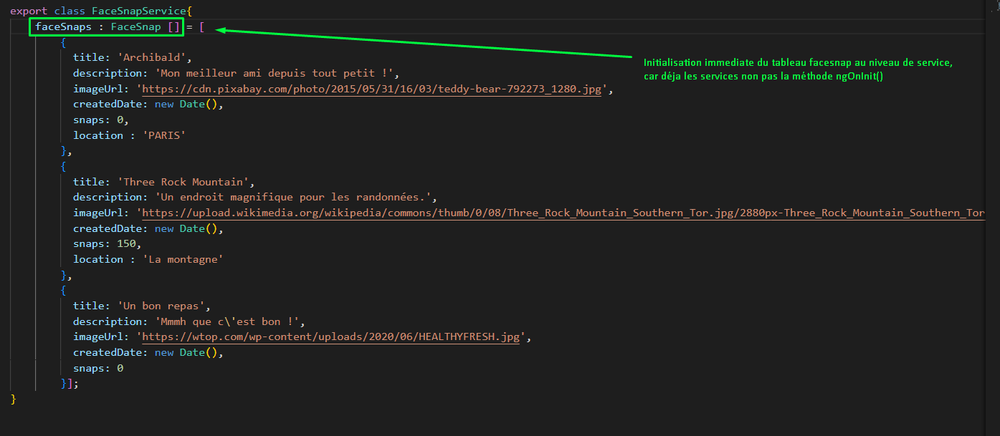 export class FaceSnapService{
faceSnaps : FaceSnap [] = [
{
title: 'Archibald',
Initialisation immediate du tableau facesnap au niveau de service,
description: 'Mon meilleur ami depuis tout petit !',
car déja les services non pas la méthode ngOnInit()
imageUrl: 'https://cdn.pixabay.com/photo/2015/05/31/16/03/teddy-bear-792273_1280.jpg',
createdDate: new Date(),
snaps: 0,
location : 'PARIS'
},
{
title: 'Three Rock Mountain',
description: 'Un endroit magnifique pour les randonnées.',
imageUrl: 'https://upload.wikimedia.org/wikipedia/commons/thumb/0/08/Three_Rock_Mountain_Southern_Tor.jpg/2880px-Three_Rock_Mountain_Southern_Tor
createdDate: new Date(),
snaps: 150,
location : 'La montagne'
},
{
title: 'Un bon repas',
description: 'Mmmh que c\'est bon !',
imageUrl: 'https://wtop.com/wp-content/uploads/2020/06/HEALTHYFRESH.jpg',
createdDate: new Date(),
snaps: 0
}];
}